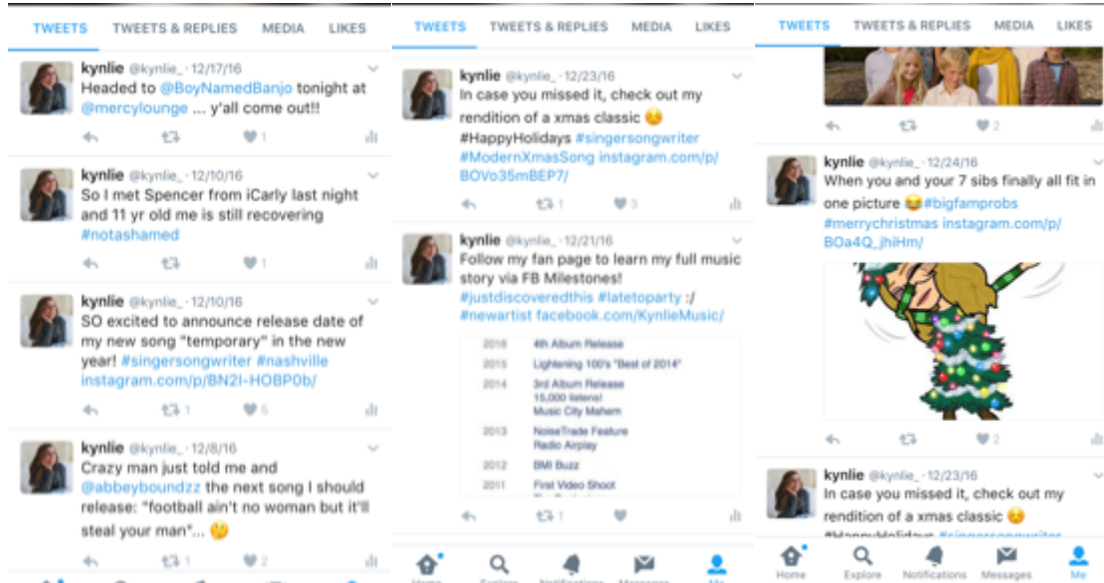 TWEETS TWEETS & REPLIES MEDIA LIKES
kynlie @kynlie_ · 12/17/16
Headed to @BoyNamedBanjo tonight at
@mercylounge ... y'all come out!!
1
kynlie @kynlie_ · 12/10/16
So I met Spencer from iCarly last night
and 11 yr old me is still recovering
#notashamed
1
kynlie @kynlie_ · 12/10/16
SO excited to announce release date of
my new song "temporary" in the new
year! #singersongwriter #nashville
instagram.com/p/BN2I-HOBP0b/
1 5
kynlie @kynlie_ · 12/8/16
Crazy man just told me and
@abbeyboundzz the next song I should
release: "football ain't no woman but it'll
steal your man"...
1 2
TWEETS TWEETS & REPLIES MEDIA LIKES
kynlie @kynlie_ · 12/23/16
In case you missed it, check out my
rendition of a xmas classic
#HappyHolidays #singersongwriter
#ModernXmasSong instagram.com/p/
BOVo35mBEP7/
1 3
kynlie @kynlie_ · 12/21/16
Follow my fan page to learn my full music
story via FB Milestones!
#justdiscoveredthis #latetoparty :/
#newartist facebook.com/KynlieMusic/
2016 4th Album Release
2015 Lightening 100's "Best of 2014"
2014 3rd Album Release
15,000 listens!
Music City Mahem
2013 NoiseTrade Feature
Radio Airplay
2012 BMI Buzz
2011 First Video Shoot
1
Home Explore Notifications Messages Me
TWEETS TWEETS & REPLIES MEDIA LIKES
2
kynlie @kynlie_ · 12/24/16
When you and your 7 sibs finally all fit in
one picture #bigfamprobs
#merrychristmas instagram.com/p/
BOa4Q_jhiHm/
2
kynlie @kynlie_ · 12/23/16
In case you missed it, check out my
rendition of a xmas classic
#HappyHolidays #singersongwriter
Home Explore Notifications Messages Me